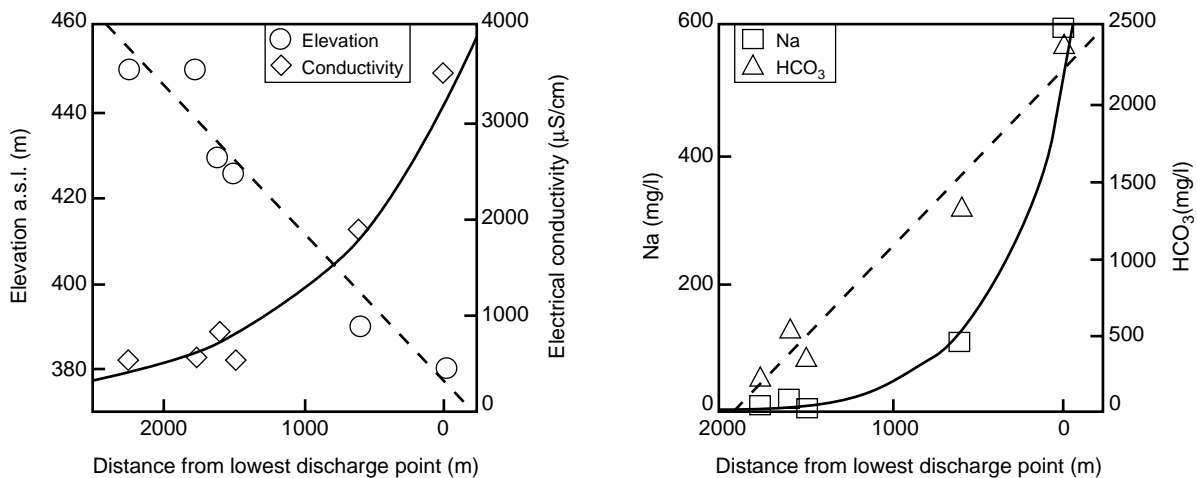 460
440
420
400
380
Elevation a.s.l. (m)
Elevation
Conductivity
4000
3000
2000
1000
0
Electrical conductivity (μS/cm)
2000
1000
0
Distance from lowest discharge point (m)
600
400
200
0
Na (mg/l)
Na
HCO₃
2500
2000
1500
1000
500
0
HCO₃(mg/l)
2000
1000
0
Distance from lowest discharge point (m)